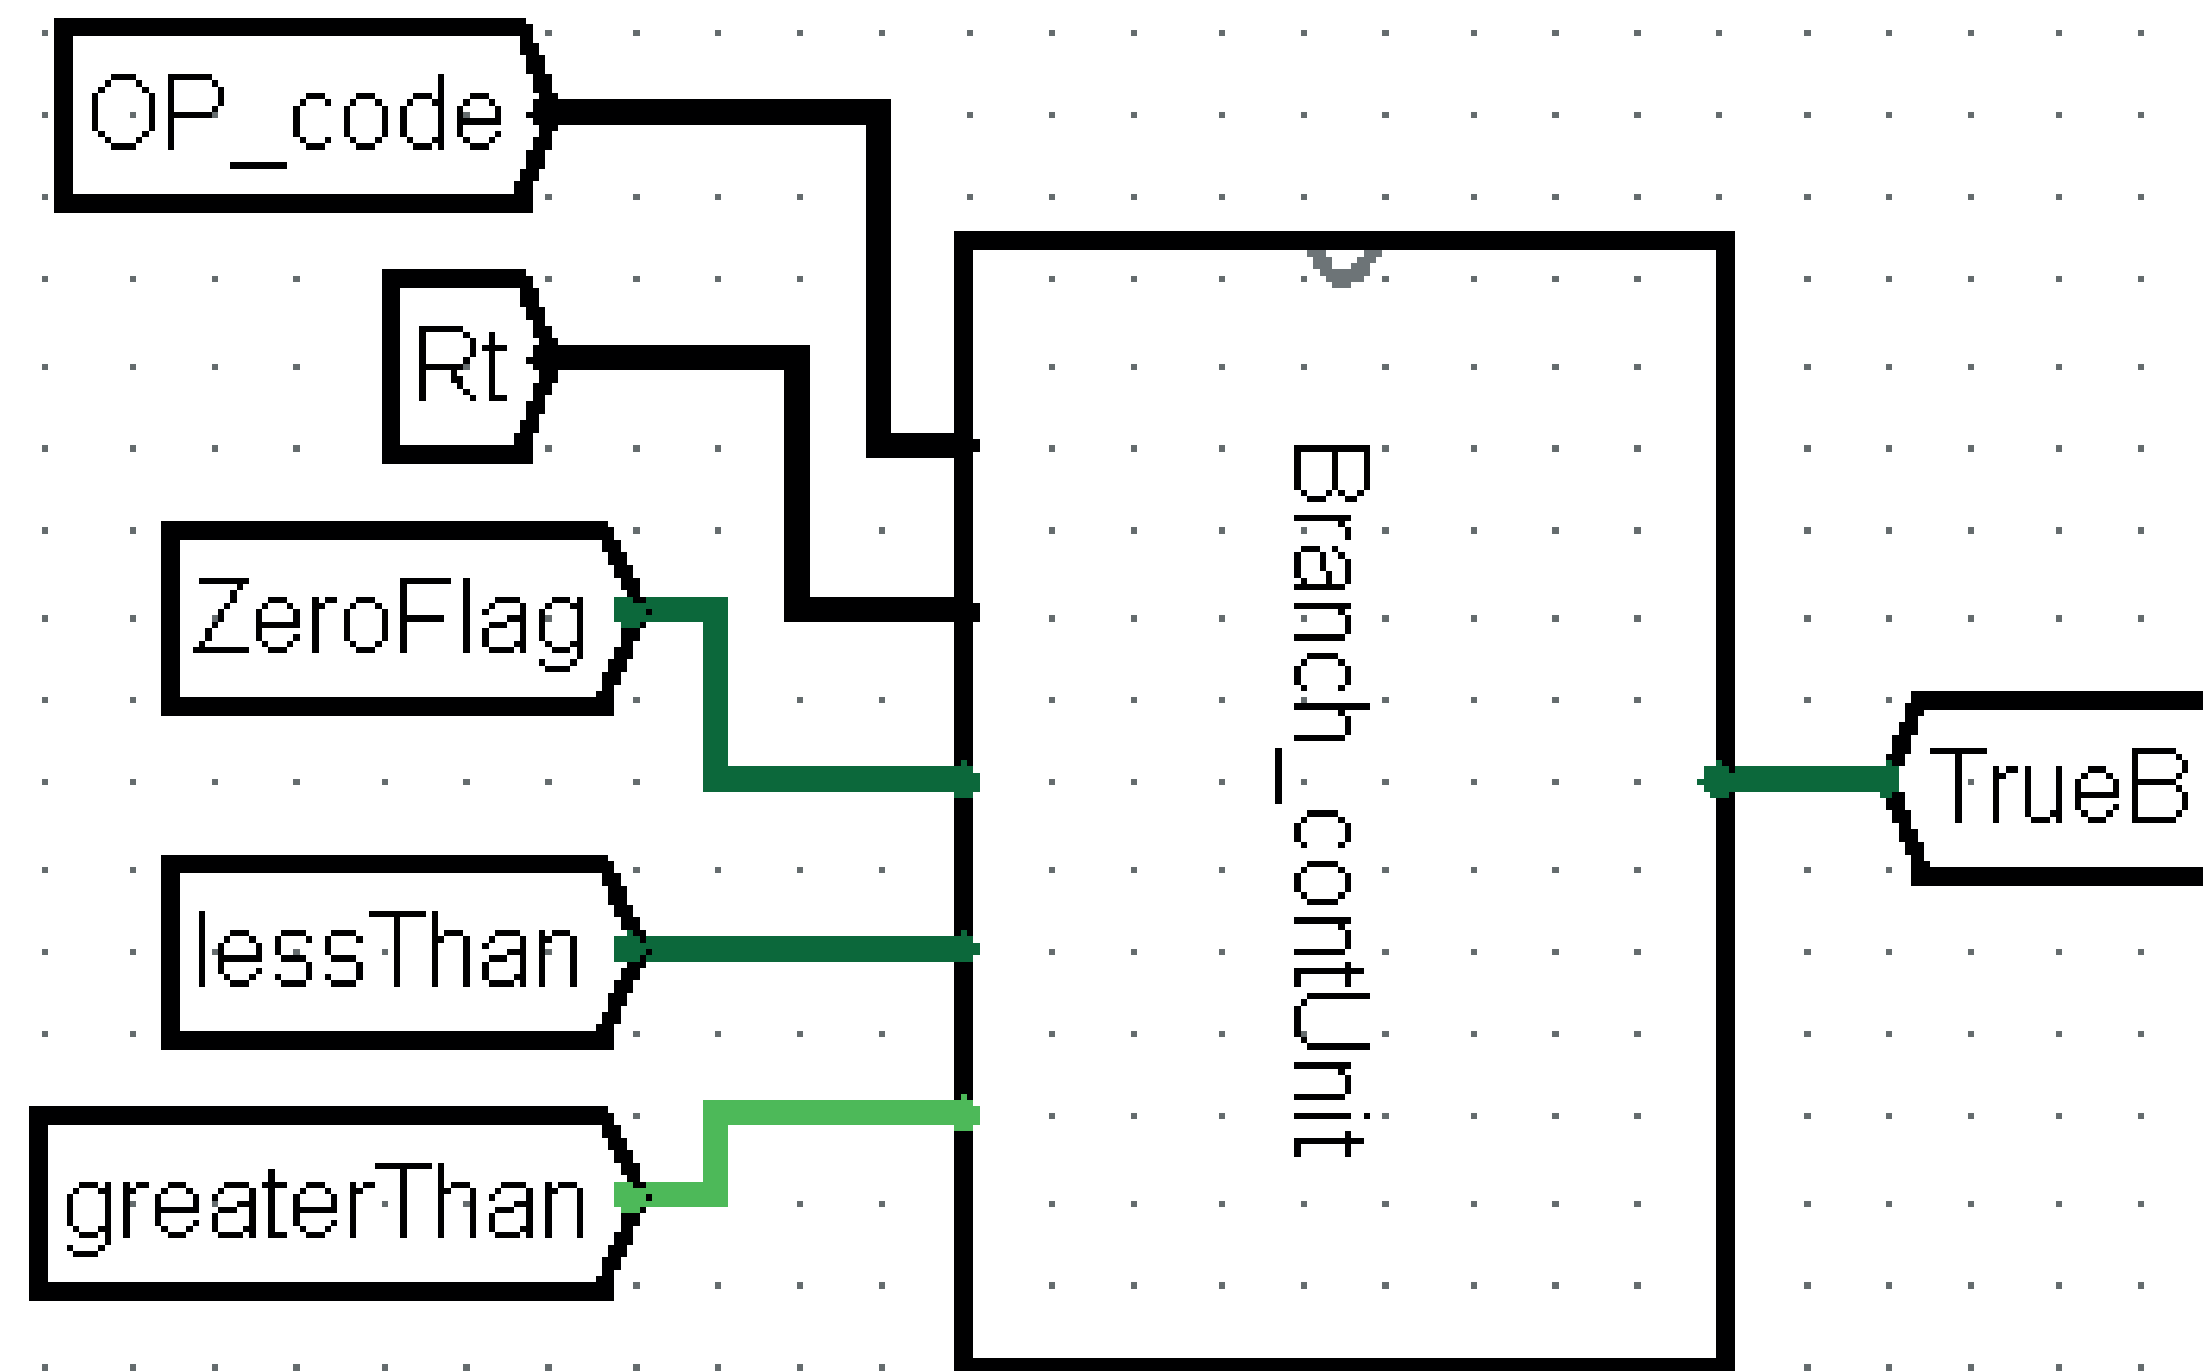 OP_code
Rt
ZeroFlag
lessThan
greaterThan
Branch_contUnit
TrueB